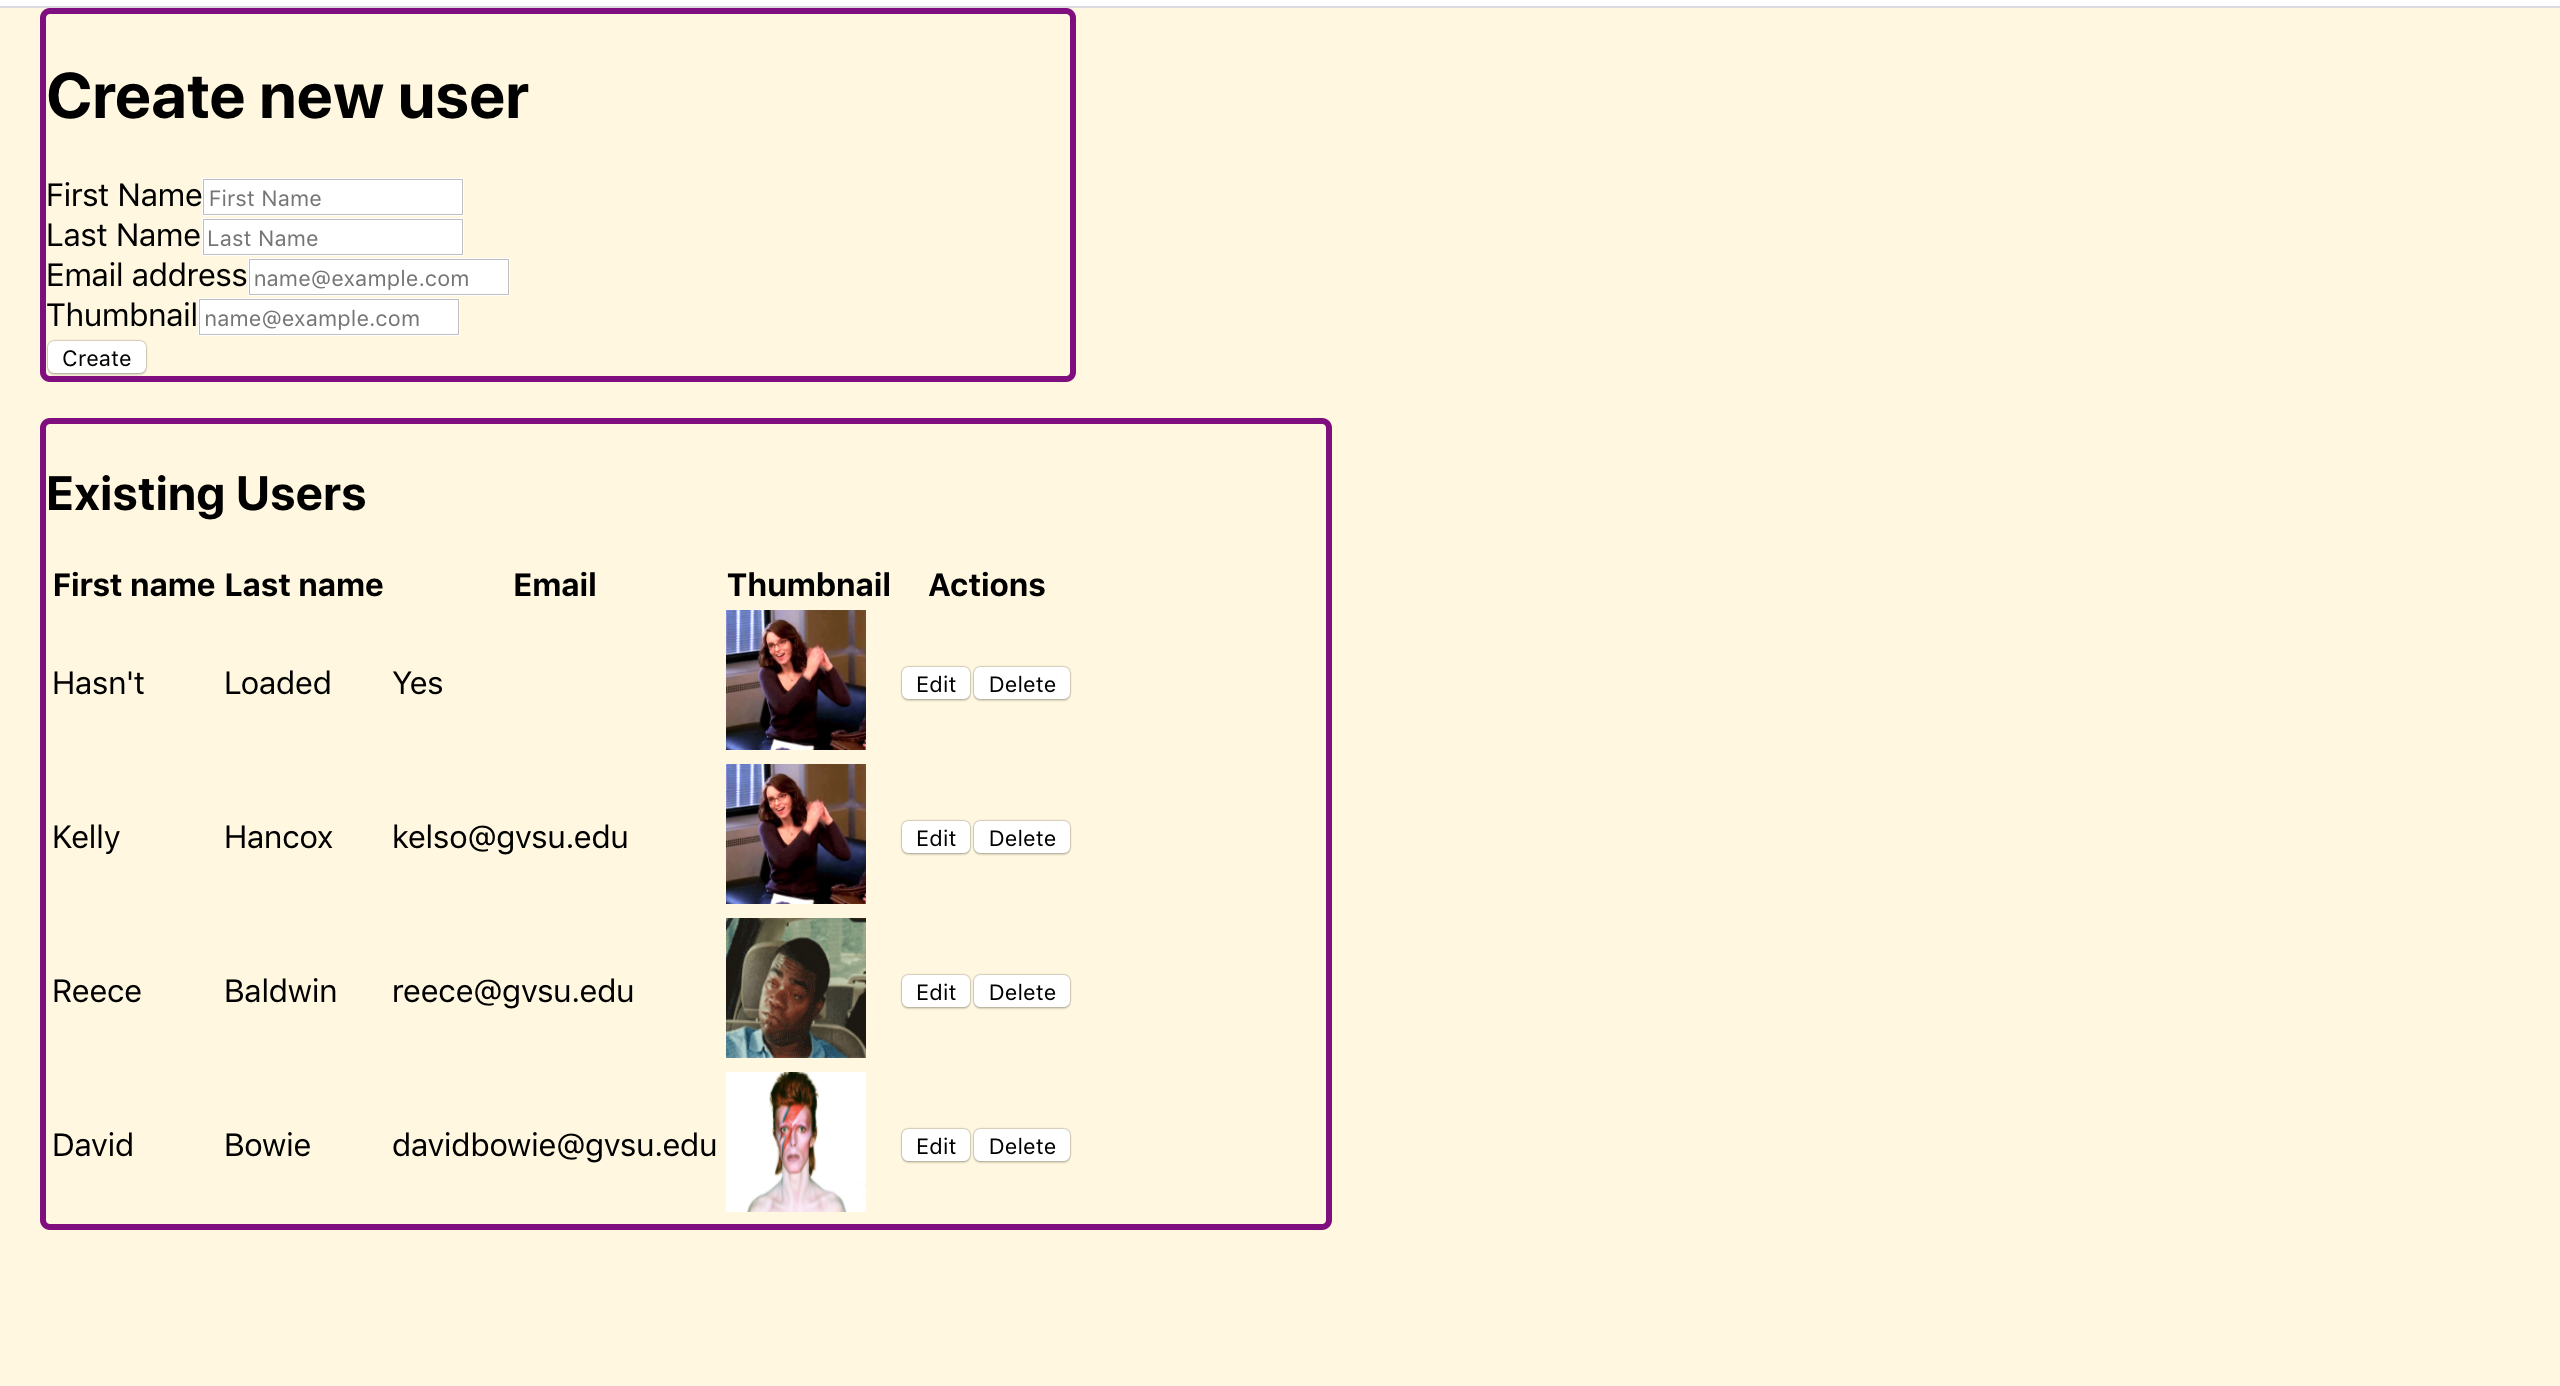 Create new user
First Name First Name
Last Name Last Name
Email address name@example.com
Thumbnail name@example.com
Create
Existing Users
First name Last name Email Thumbnail Actions
Hasn't Loaded Yes Edit Delete
Kelly Hancox kelso@gvsu.edu Edit Delete
Reece Baldwin reece@gvsu.edu Edit Delete
David Bowie davidbowie@gvsu.edu Edit Delete